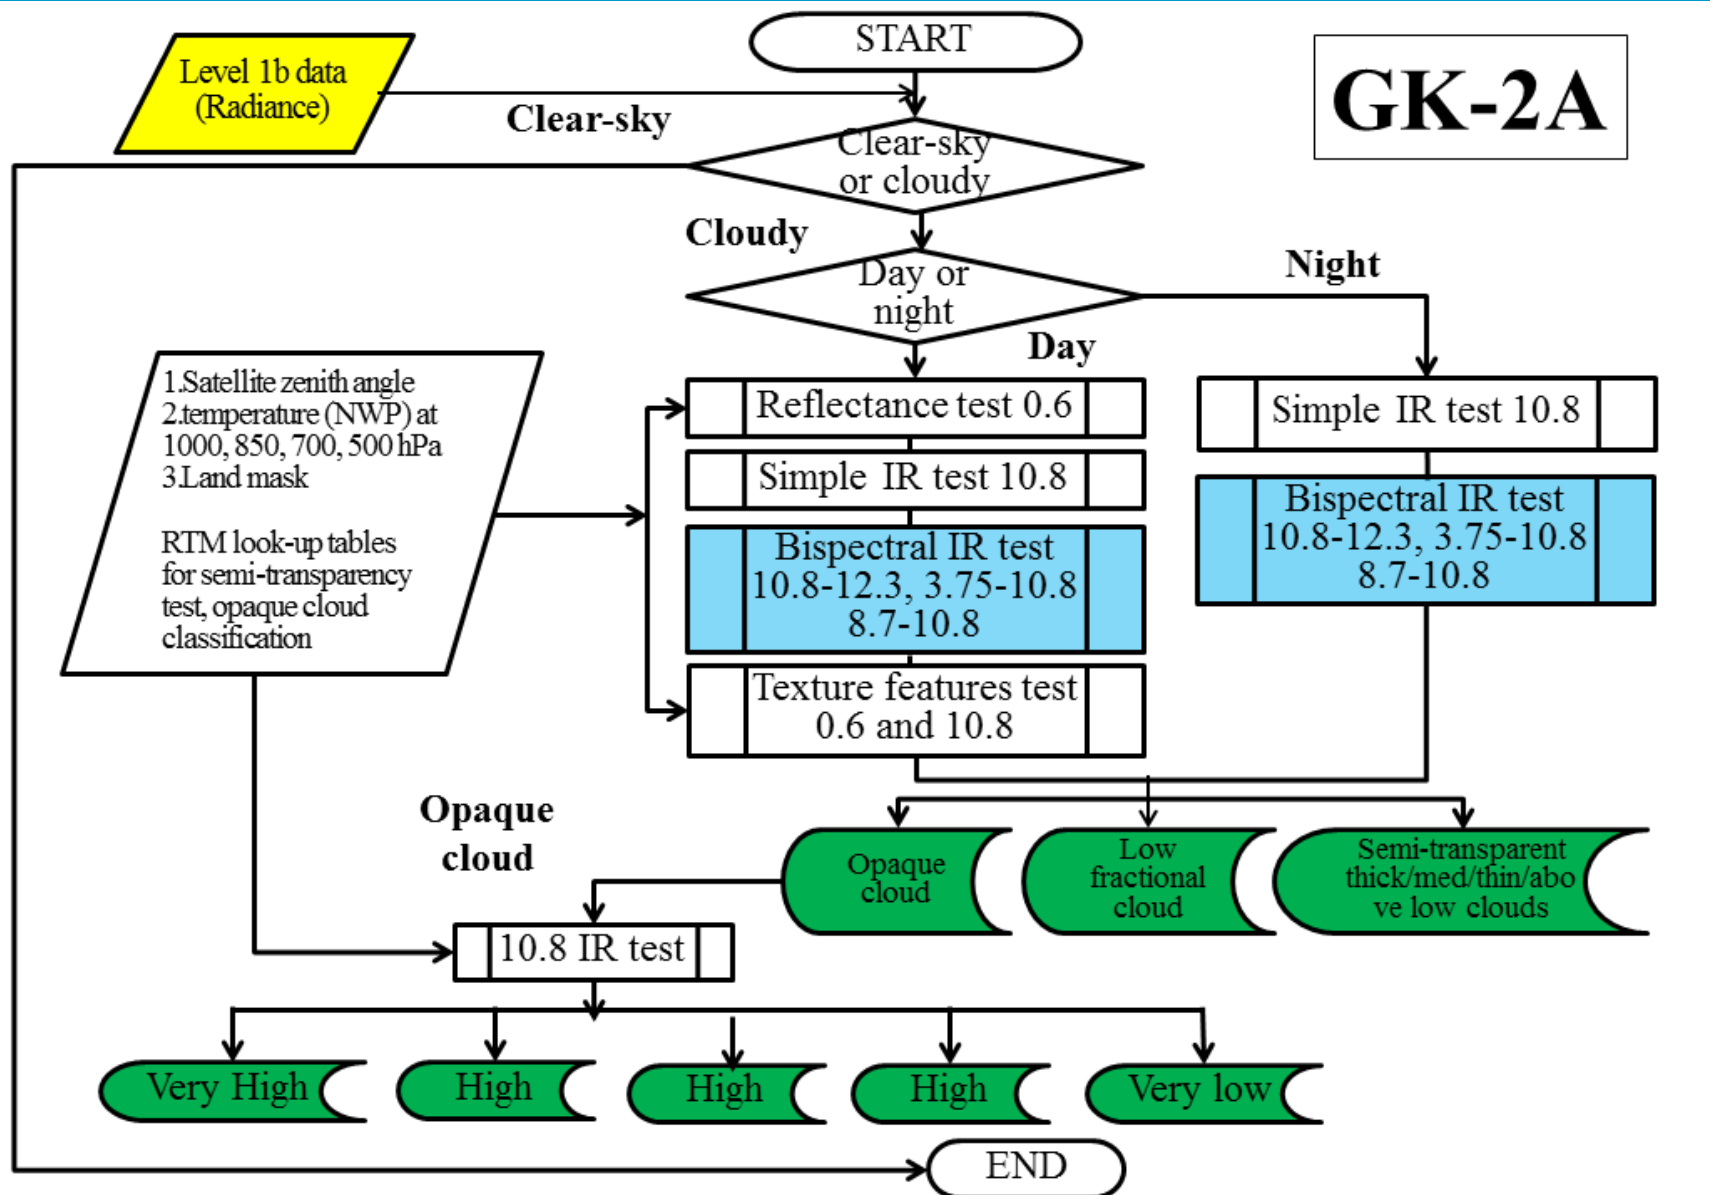 START
GK-2A
Level 1b data
(Radiance)
Clear-sky
Clear-sky
or cloudy
Cloudy
Day or
night
Night
Day
1.Satellite zenith angle
2.temperature (NWP) at
1000, 850, 700, 500 hPa
3.Land mask
RTM look-up tables
for semi-transparency
test, opaque cloud
classification
Reflectance test 0.6
Simple IR test 10.8
Bispectral IR test
10.8-12.3, 3.75-10.8
8.7-10.8
Texture features test
0.6 and 10.8
Simple IR test 10.8
Bispectral IR test
10.8-12.3, 3.75-10.8
8.7-10.8
Opaque
cloud
Opaque
cloud
Low
fractional
cloud
Semi-transparent
thick/med/thin/abo
ve low clouds
10.8 IR test
Very High
High
High
High
Very low
END